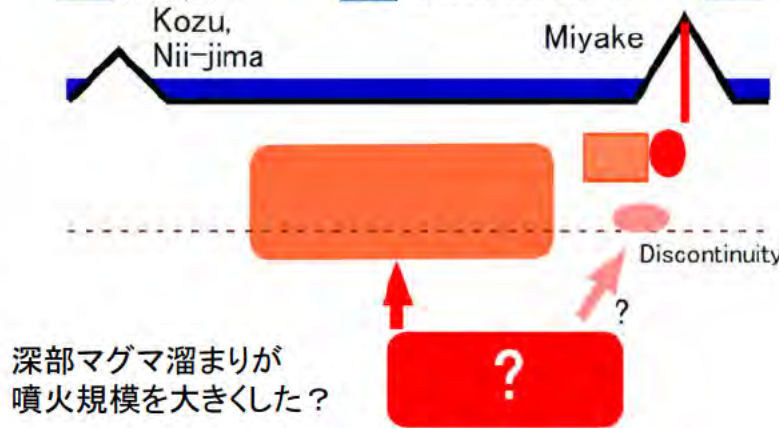 Kozu,
Nii-jima
Miyake
Discontinuity
?
?
深部マグマ溜まりが
噴火規模を大きくした？